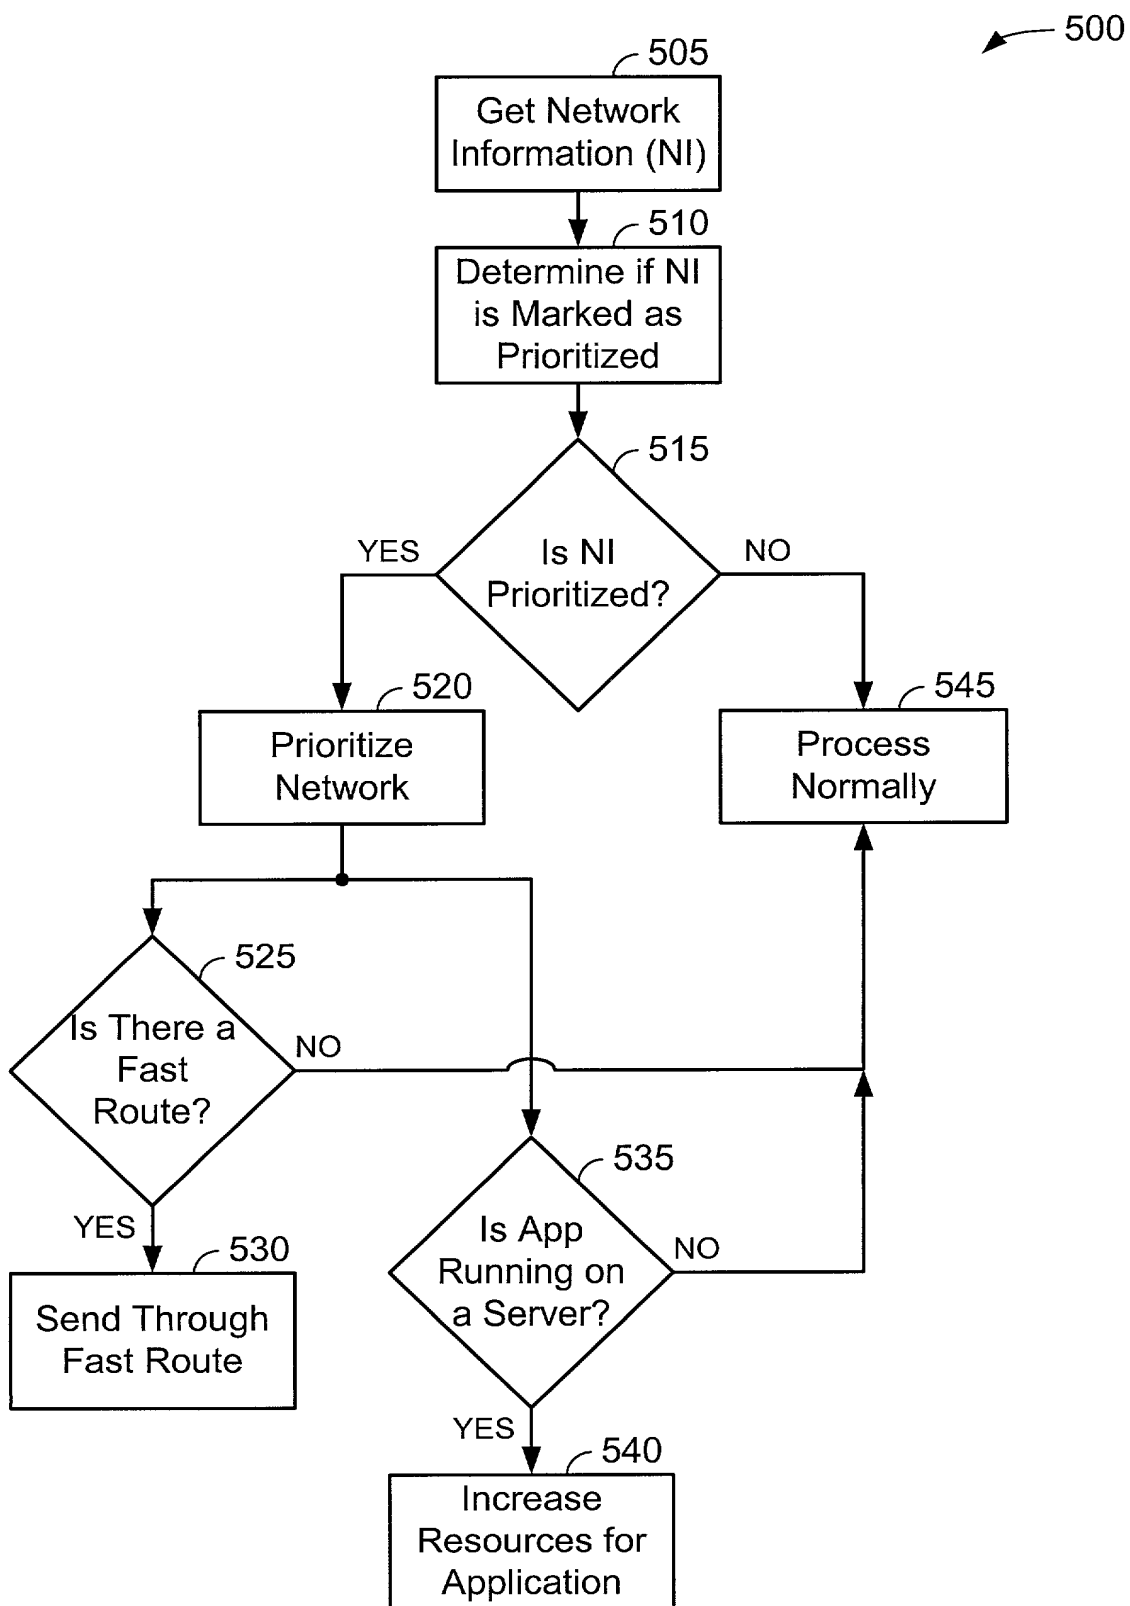 500
505
Get Network
Information (NI)
510
Determine if NI
is Marked as
Prioritized
515
Is NI
Prioritized?
YES
NO
520
Prioritize
Network
545
Process
Normally
525
Is There a
Fast
Route?
NO
YES
530
Send Through
Fast Route
535
Is App
Running on
a Server?
NO
YES
540
Increase
Resources for
Application